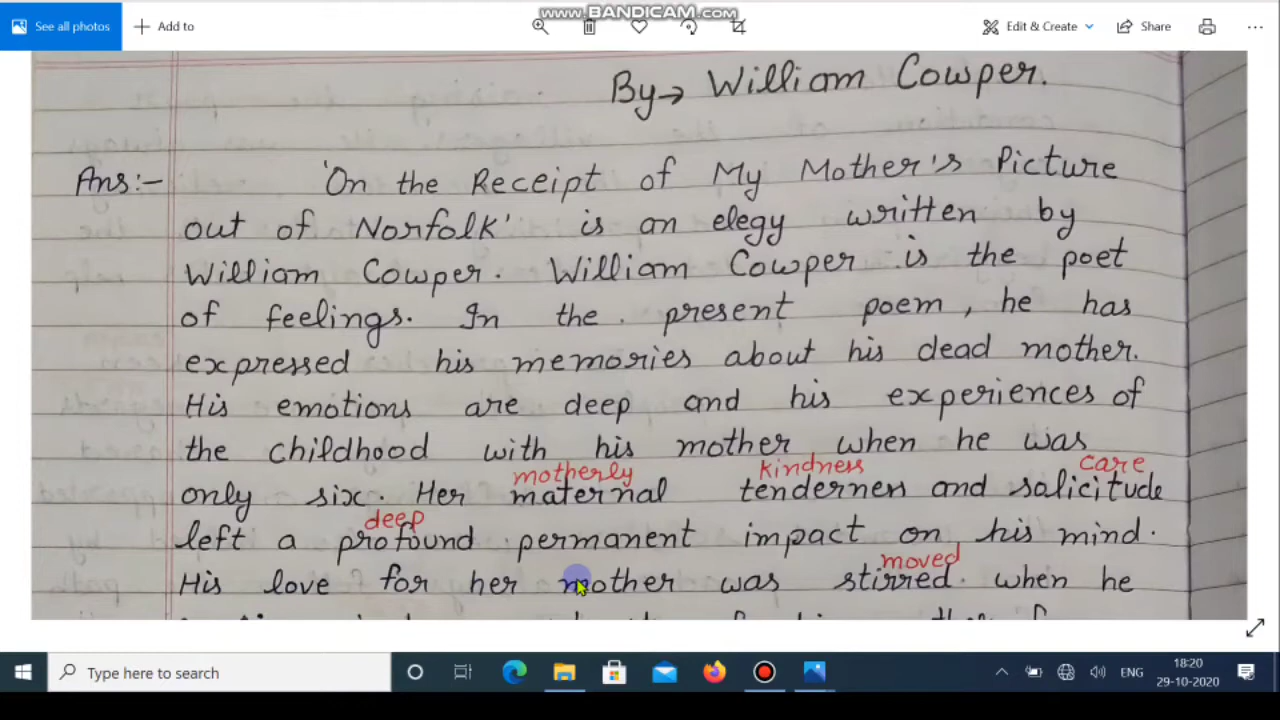 www.BANDICAM.com
See all photos
Add to
Edit & Create
Share
By→ William Cowper.
Ans:- 'On the Receipt of My Mother's Picture
out of Norfolk' is an elegy written by
William Cowper. William Cowper is the poet
of feelings. In the present poem, he has
expressed his memories about his dead mother.
His emotions are deep and his experiences of
the childhood with his mother when he was
motherly kindness care
only six. Her maternal tenderness and solicitude
deep
left a profound permanent impact on his mind.
moved
His love for her mother was stirred when he
Type here to search
ENG
18:20
29-10-2020